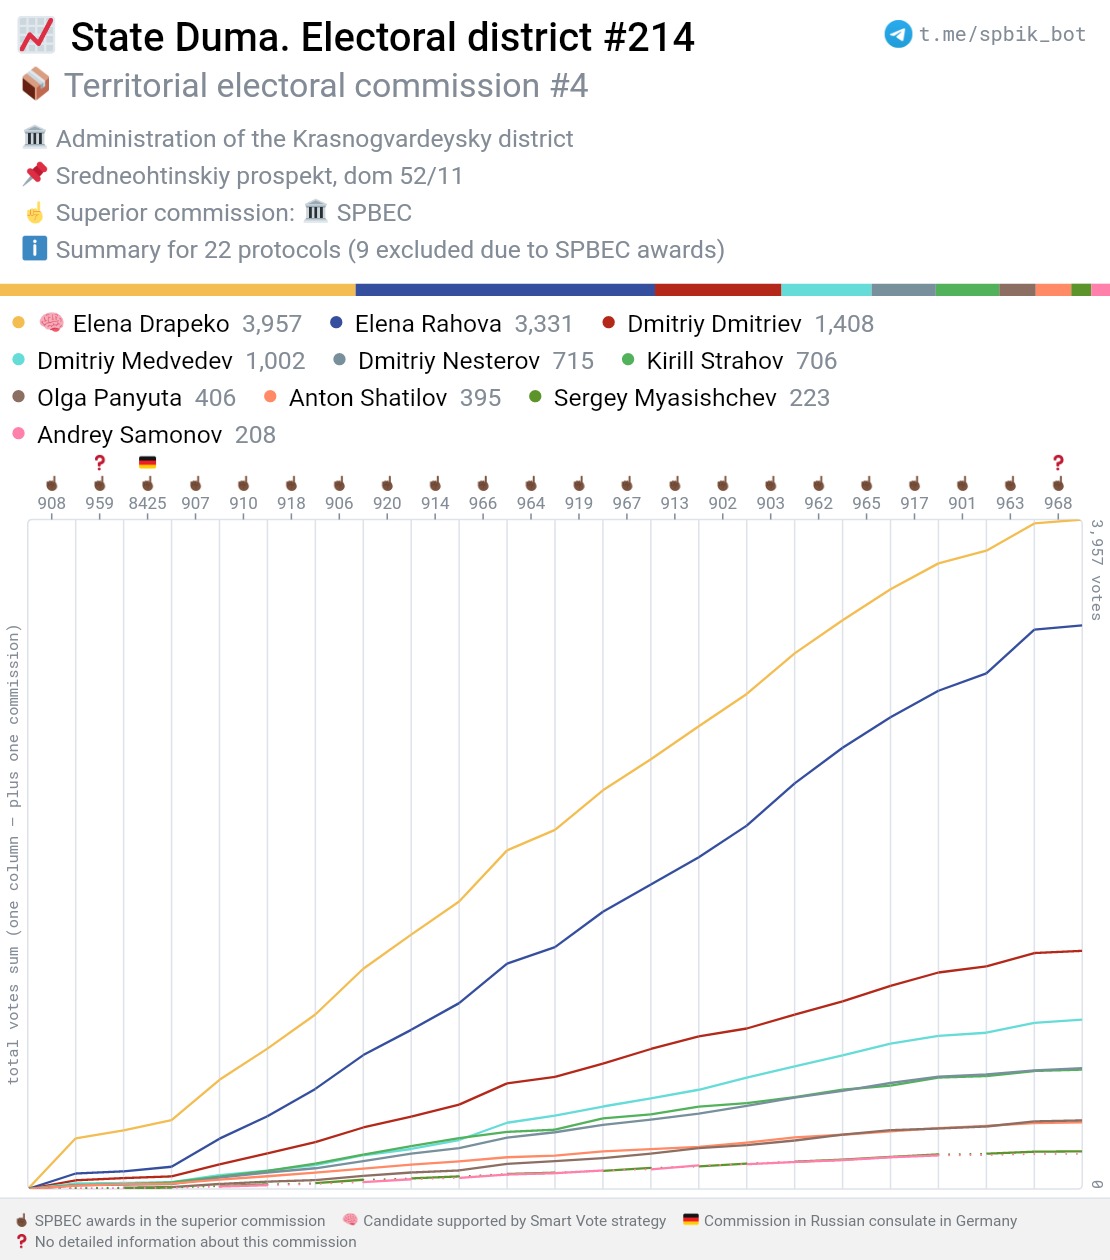 State Duma. Electoral district #214
t.me/spbik_bot
Territorial electoral commission #4
Administration of the Krasnogvardeysky district
Sredneohtinskiy prospekt, dom 52/11
Superior commission: SPBEC
Summary for 22 protocols (9 excluded due to SPBEC awards)
Elena Drapeko 3,957 Elena Rahova 3,331 Dmitriy Dmitriev 1,408
Dmitriy Medvedev 1,002 Dmitriy Nesterov 715 Kirill Strahov 706
Olga Panyuta 406 Anton Shatilov 395 Sergey Myasishchev 223
Andrey Samonov 208
908 959 8425 907 910 918 906 920 914 966 964 919 967 913 902 903 962 965 917 901 963 968
3,957 votes
total votes sum (one column — plus one commission)
0
SPBEC awards in the superior commission Candidate supported by Smart Vote strategy Commission in Russian consulate in Germany
No detailed information about this commission